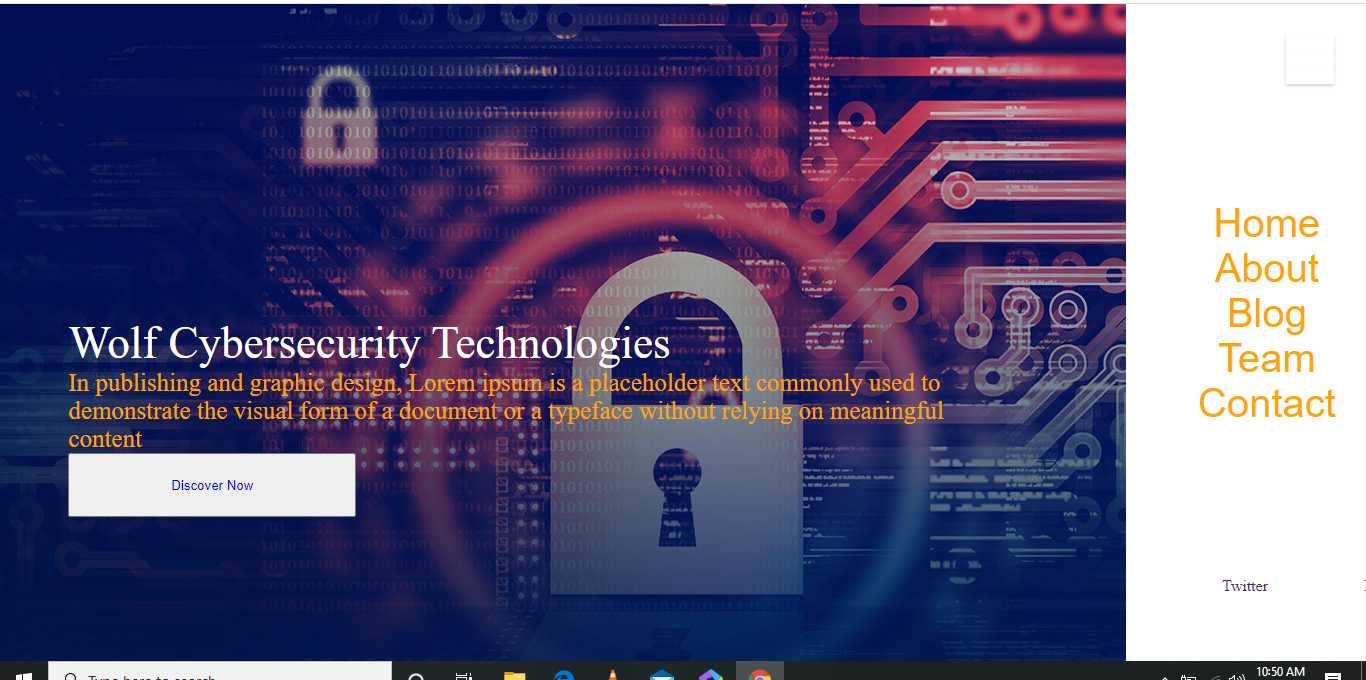 Wolf Cybersecurity Technologies
In publishing and graphic design, Lorem ipsum is a placeholder text commonly used to
demonstrate the visual form of a document or a typeface without relying on meaningful
content
Discover Now
Home
About
Blog
Team
Contact
Twitter
Type here to search
10:50 AM